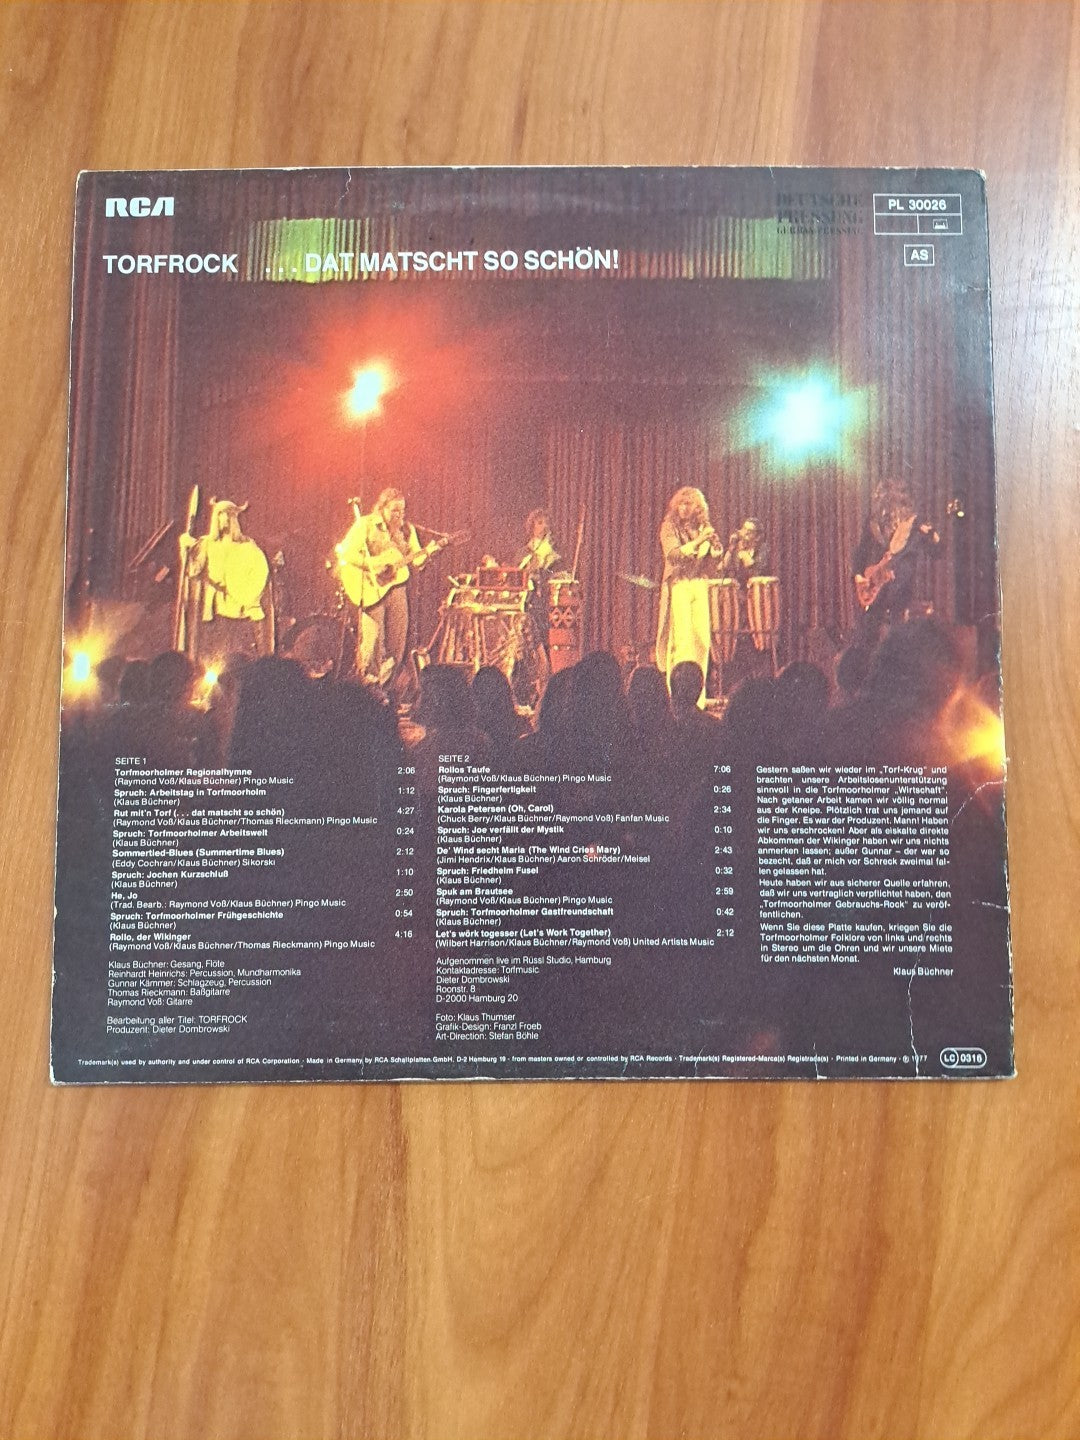 RCA
DEUTSCHE
PRESSUNG
GERMAN PRESSING
PL 30026
AS
TORFROCK ...DAT MATSCHT SO SCHÖN!
SEITE 1
Torfmoorholmer Regionalhymne 2:06
(Raymond Voß/Klaus Büchner) Pingo Music
Spruch: Arbeitstag in Torfmoorholm 1:12
(Klaus Büchner)
Rut mit'n Torf (...dat matscht so schön) 4:27
(Raymond Voß/Klaus Büchner/Thomas Rieckmann) Pingo Music
Spruch: Torfmoorholmer Arbeitswelt 0:24
(Klaus Büchner)
Sommertied-Blues (Summertime Blues) 2:12
(Eddy Cochran/Klaus Büchner) Sikorski
Spruch: Jochen Kurzschluß 1:10
(Klaus Büchner)
He, Jo 2:50
(Trad. Bearb.: Raymond Voß/Klaus Büchner) Pingo Music
Spruch: Torfmoorholmer Frühgeschichte 0:54
(Klaus Büchner)
Rollo, der Wikinger 4:16
(Raymond Voß/Klaus Büchner/Thomas Rieckmann) Pingo Music
Klaus Büchner: Gesang, Flöte
Reinhardt Heinrichs: Percussion, Mundharmonika
Gunnar Kämmer: Schlagzeug, Percussion
Thomas Rieckmann: Baßgitarre
Raymond Voß: Gitarre
Bearbeitung aller Titel: TORFROCK
Produzent: Dieter Dombrowski
SEITE 2
Rollos Taufe 7:06
(Raymond Voß/Klaus Büchner) Pingo Music
Spruch: Fingerfertigkeit 0:26
(Klaus Büchner)
Karola Petersen (Oh, Carol) 2:34
(Chuck Berry/Klaus Büchner/Raymond Voß) Fanfan Music
Spruch: Joe verfällt der Mystik 0:10
(Klaus Büchner)
De' Wind secht Maria (The Wind Cries Mary) 2:43
(Jimi Hendrix/Klaus Büchner) Aaron Schröder/Meisel
Spruch: Friedhelm Fusel 0:32
(Klaus Büchner)
Spuk am Brautsee 2:59
(Raymond Voß/Klaus Büchner) Pingo Music
Spruch: Torfmoorholmer Gastfreundschaft 0:42
(Klaus Büchner)
Let's wörk togesser (Let's Work Together) 2:12
(Wilbert Harrison/Klaus Büchner/Raymond Voß) United Artists Music
Aufgenommen live im Rüssl Studio, Hamburg
Kontaktadresse: Torfmusic
Dieter Dombrowski
Roonstr. 8
D-2000 Hamburg 20
Foto: Klaus Thumser
Grafik-Design: Franzl Froeb
Art-Direction: Stefan Böhle
Gestern saßen wir wieder im „Torf-Krug" und
brachten unsere Arbeitslosenunterstützung
sinnvoll in die Torfmoorholmer „Wirtschaft".
Nach getaner Arbeit kamen wir völlig normal
aus der Kneipe. Plötzlich trat uns jemand auf
die Finger. Es war der Produzent. Mann! Haben
wir uns erschrocken! Aber als eiskalte direkte
Abkommen der Wikinger haben wir uns nichts
anmerken lassen; außer Gunnar – der war so
bezecht, daß er mich vor Schreck zweimal fal-
len gelassen hat.
Heute haben wir aus sicherer Quelle erfahren,
daß wir uns vertraglich verpflichtet haben, den
„Torfmoorholmer Gebrauchs-Rock" zu veröf-
fentlichen.
Wenn Sie diese Platte kaufen, kriegen Sie die
Torfmoorholmer Folklore von links und rechts
in Stereo um die Ohren und wir unsere Miete
für den nächsten Monat.
Klaus Büchner
Trademark(s) used by authority and under control of RCA Corporation · Made in Germany by RCA Schallplatten GmbH, D-2 Hamburg 19 · from masters owned or controlled by RCA Records · Trademark(s) Registered-Marca(s) Registrada(s) · Printed in Germany · ℗ 1977
LC 0316